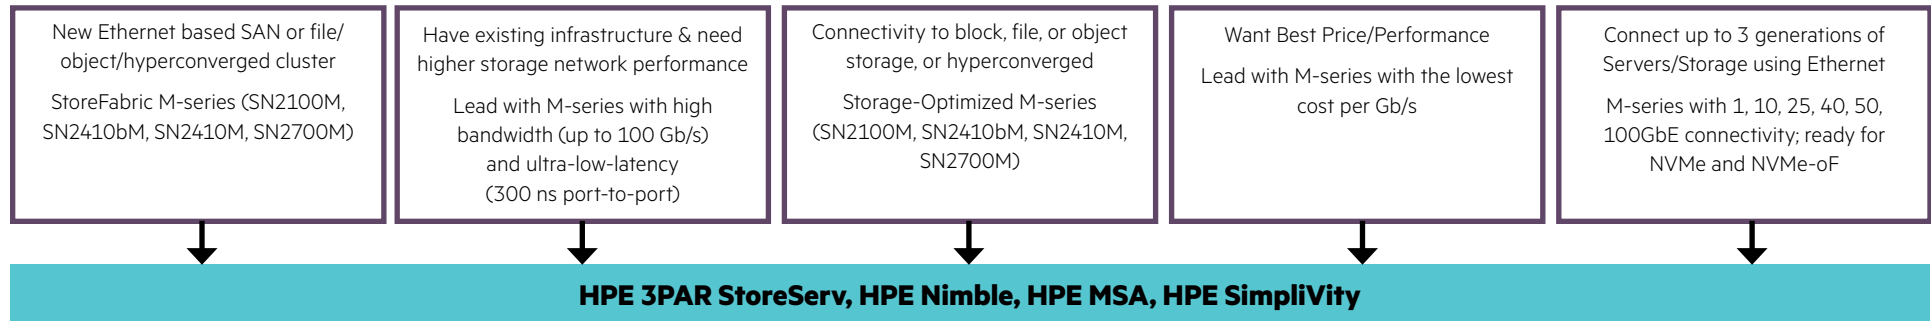 New Ethernet based SAN or file/
object/hyperconverged cluster
StoreFabric M-series (SN2100M,
SN2410bM, SN2410M, SN2700M)
Have existing infrastructure & need
higher storage network performance
Lead with M-series with high
bandwidth (up to 100 Gb/s)
and ultra-low-latency
(300 ns port-to-port)
Connectivity to block, file, or object
storage, or hyperconverged
Storage-Optimized M-series
(SN2100M, SN2410bM, SN2410M,
SN2700M)
Want Best Price/Performance
Lead with M-series with the lowest
cost per Gb/s
Connect up to 3 generations of
Servers/Storage using Ethernet
M-series with 1, 10, 25, 40, 50,
100GbE connectivity; ready for
NVMe and NVMe-oF
HPE 3PAR StoreServ, HPE Nimble, HPE MSA, HPE SimpliVity